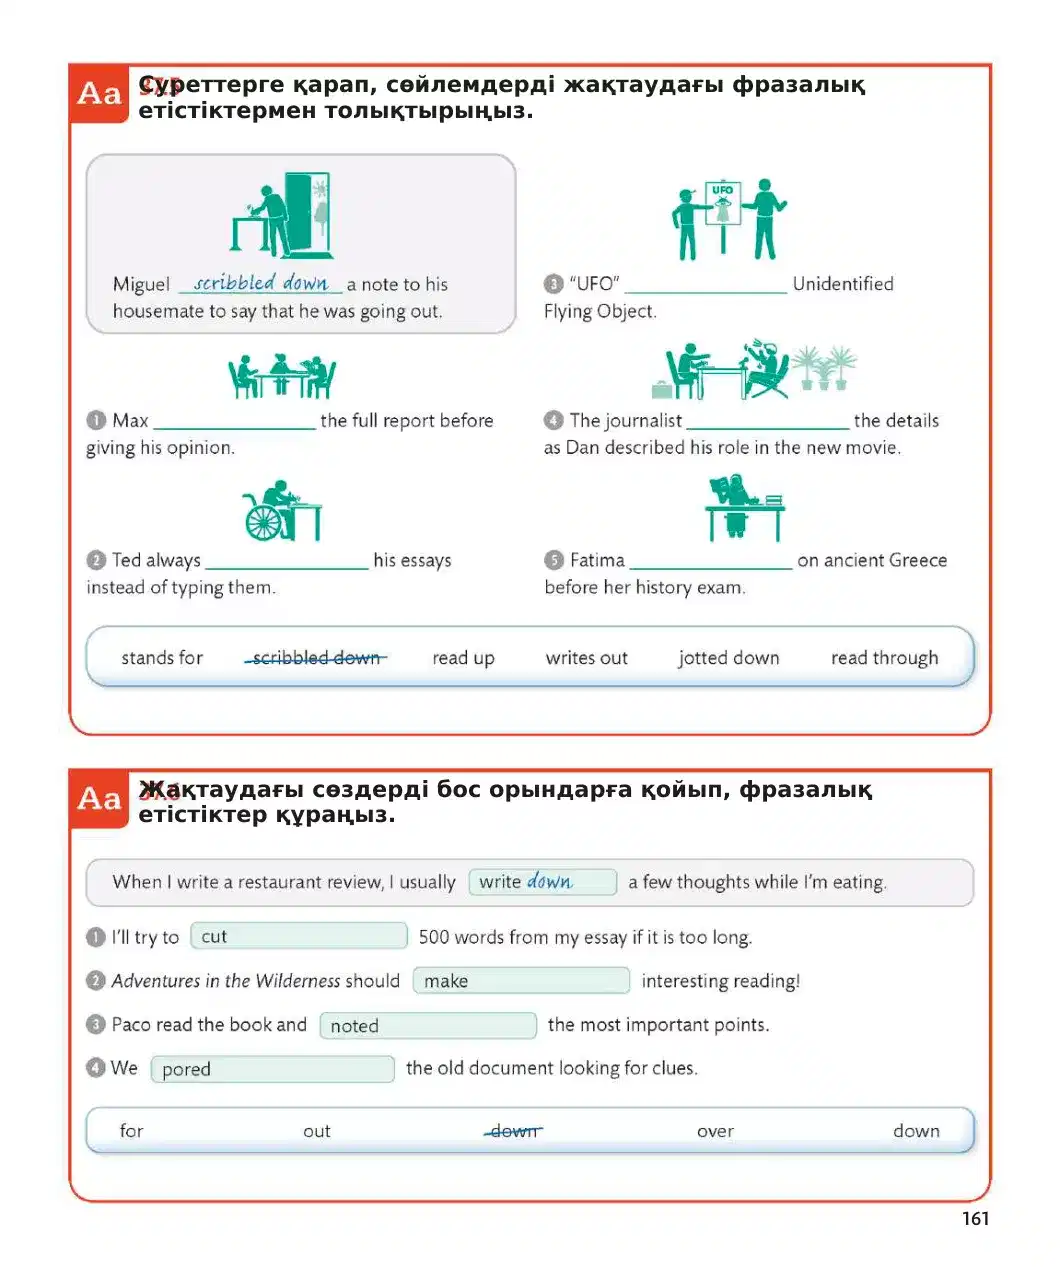 Aa
Суреттерге қарап, сөйлемдерді жақтаудағы фразалық
етістіктермен толықтырыңыз.
Miguel scribbled down a note to his
housemate to say that he was going out.
1 Max ________ the full report before
giving his opinion.
2 Ted always ________ his essays
instead of typing them.
UFO
3 “UFO” ________ Unidentified
Flying Object.
4 The journalist ________ the details
as Dan described his role in the new movie.
5 Fatima ________ on ancient Greece
before her history exam.
stands for scribbled down read up writes out jotted down read through
Aa
Жақтаудағы сөздерді бос орындарға қойып, фразалық
етістіктер құраңыз.
When I write a restaurant review, I usually write down a few thoughts while I’m eating.
1 I’ll try to cut 500 words from my essay if it is too long.
2 Adventures in the Wilderness should make interesting reading!
3 Paco read the book and noted the most important points.
4 We pored the old document looking for clues.
for out down over down
161